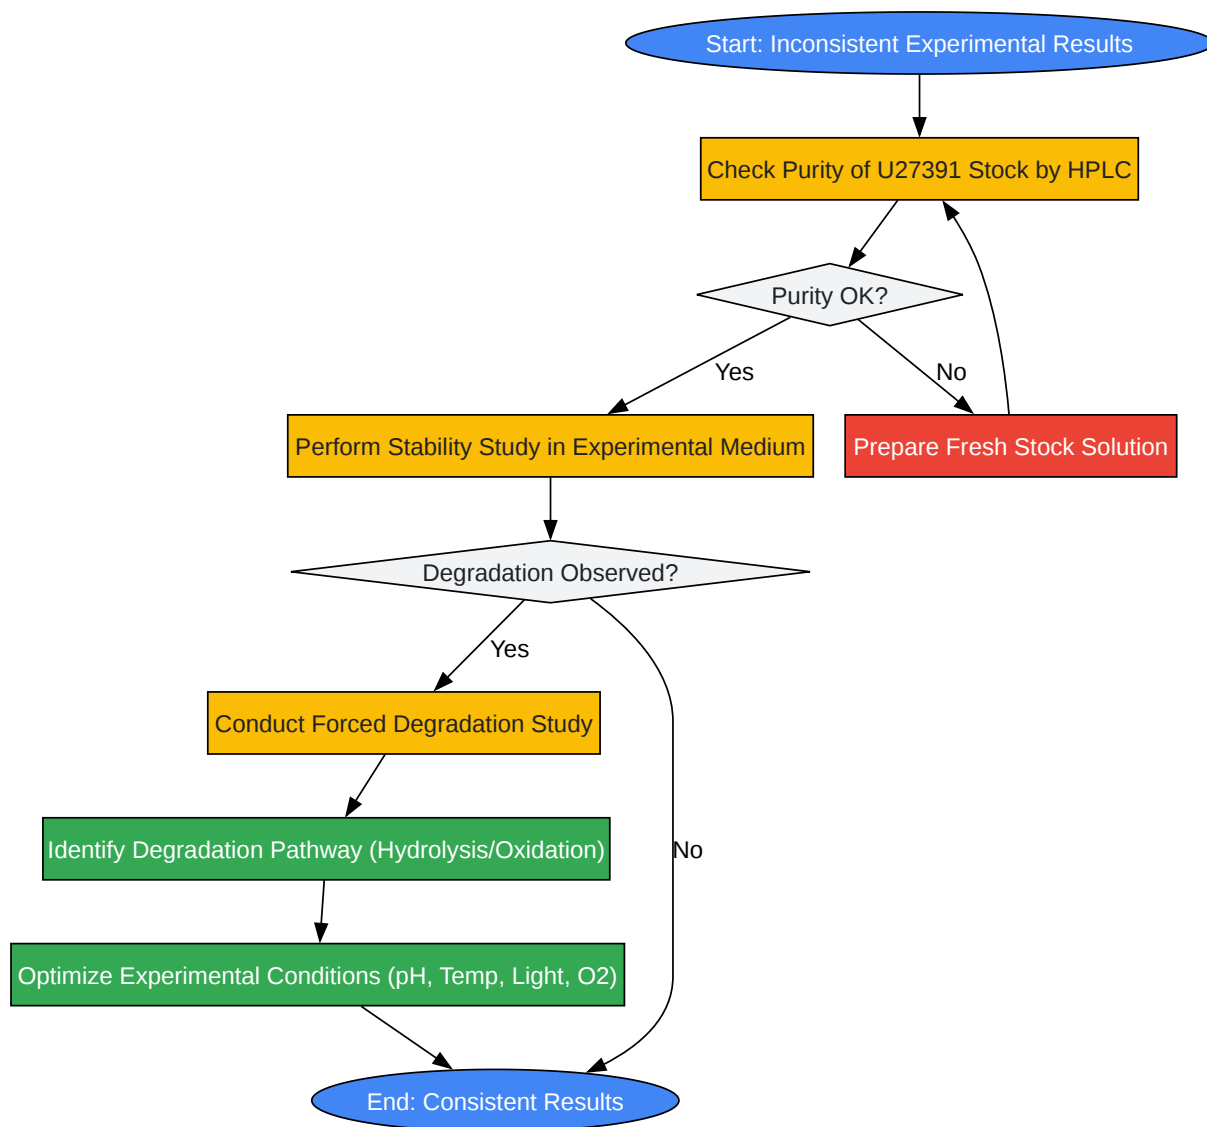 Start: Inconsistent Experimental Results
Check Purity of U27391 Stock by HPLC
Purity OK?
Yes
No
Perform Stability Study in Experimental Medium
Prepare Fresh Stock Solution
Degradation Observed?
Yes
Conduct Forced Degradation Study
Identify Degradation Pathway (Hydrolysis/Oxidation)
No
Optimize Experimental Conditions (pH, Temp, Light, O2)
End: Consistent Results